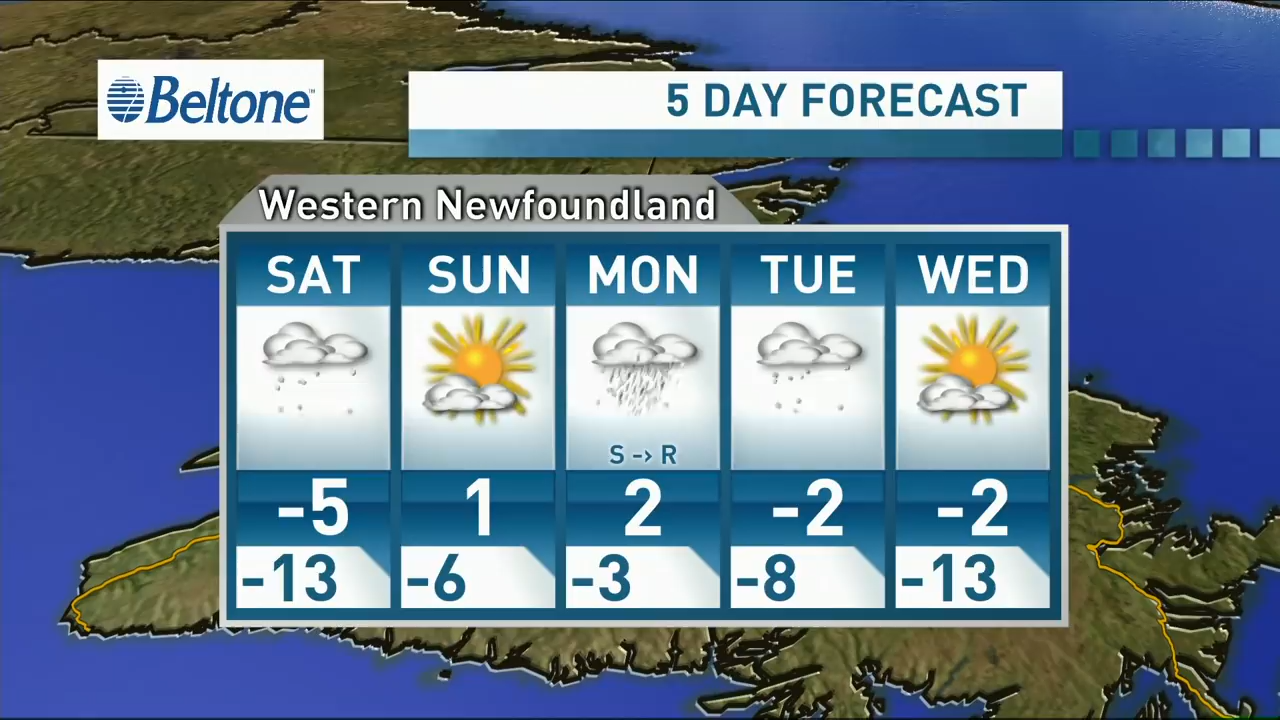 Beltone™
5 DAY FORECAST
Western Newfoundland
SAT SUN MON TUE WED
S -> R
-5 1 2 -2 -2
-13 -6 -3 -8 -13